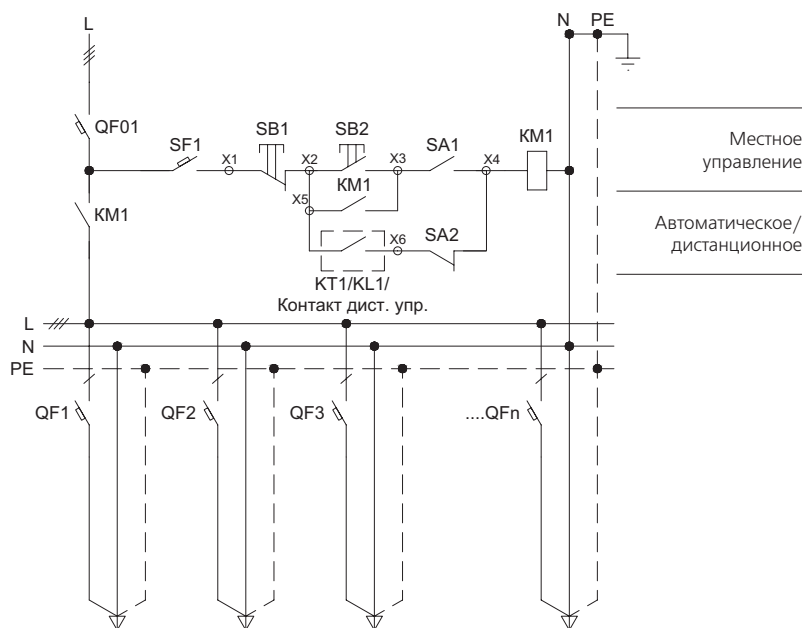 L
N PE
QF01
SF1
SB1
SB2
SA1
KM1
X1
X2
X3
X4
Местное
управление
KM1
KM1
X5
Автоматическое/
дистанционное
X6
SA2
KT1/KL1/
Контакт дист. упр.
L
N
PE
QF1
QF2
QF3
....QFn